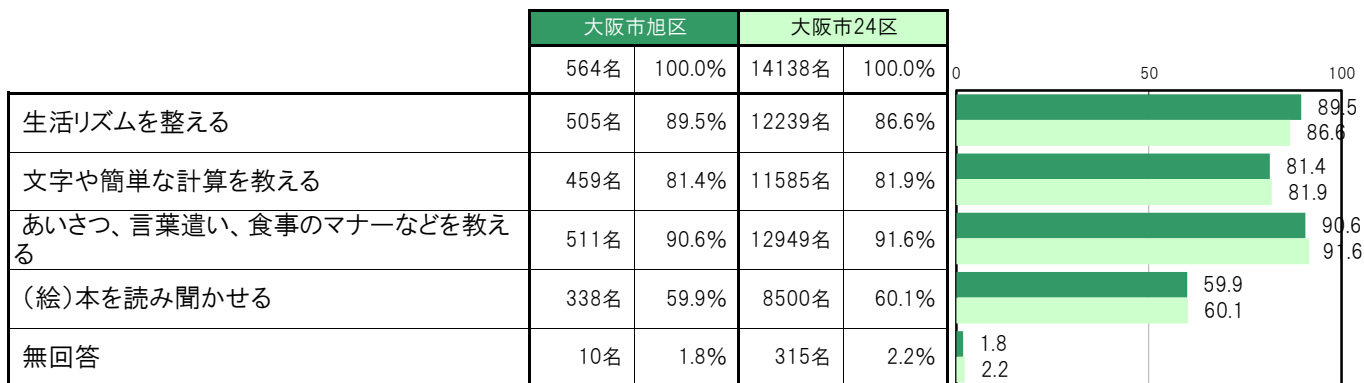 大阪市旭区 大阪市24区
564名 100.0% 14138名 100.0% 0 50 100
生活リズムを整える 505名 89.5% 12239名 86.6% 89.5
86.6
文字や簡単な計算を教える 459名 81.4% 11585名 81.9% 81.4
81.9
あいさつ、言葉遣い、食事のマナーなどを教え
る 511名 90.6% 12949名 91.6% 90.6
91.6
（絵）本を読み聞かせる 338名 59.9% 8500名 60.1% 59.9
60.1
無回答 10名 1.8% 315名 2.2% 1.8
2.2